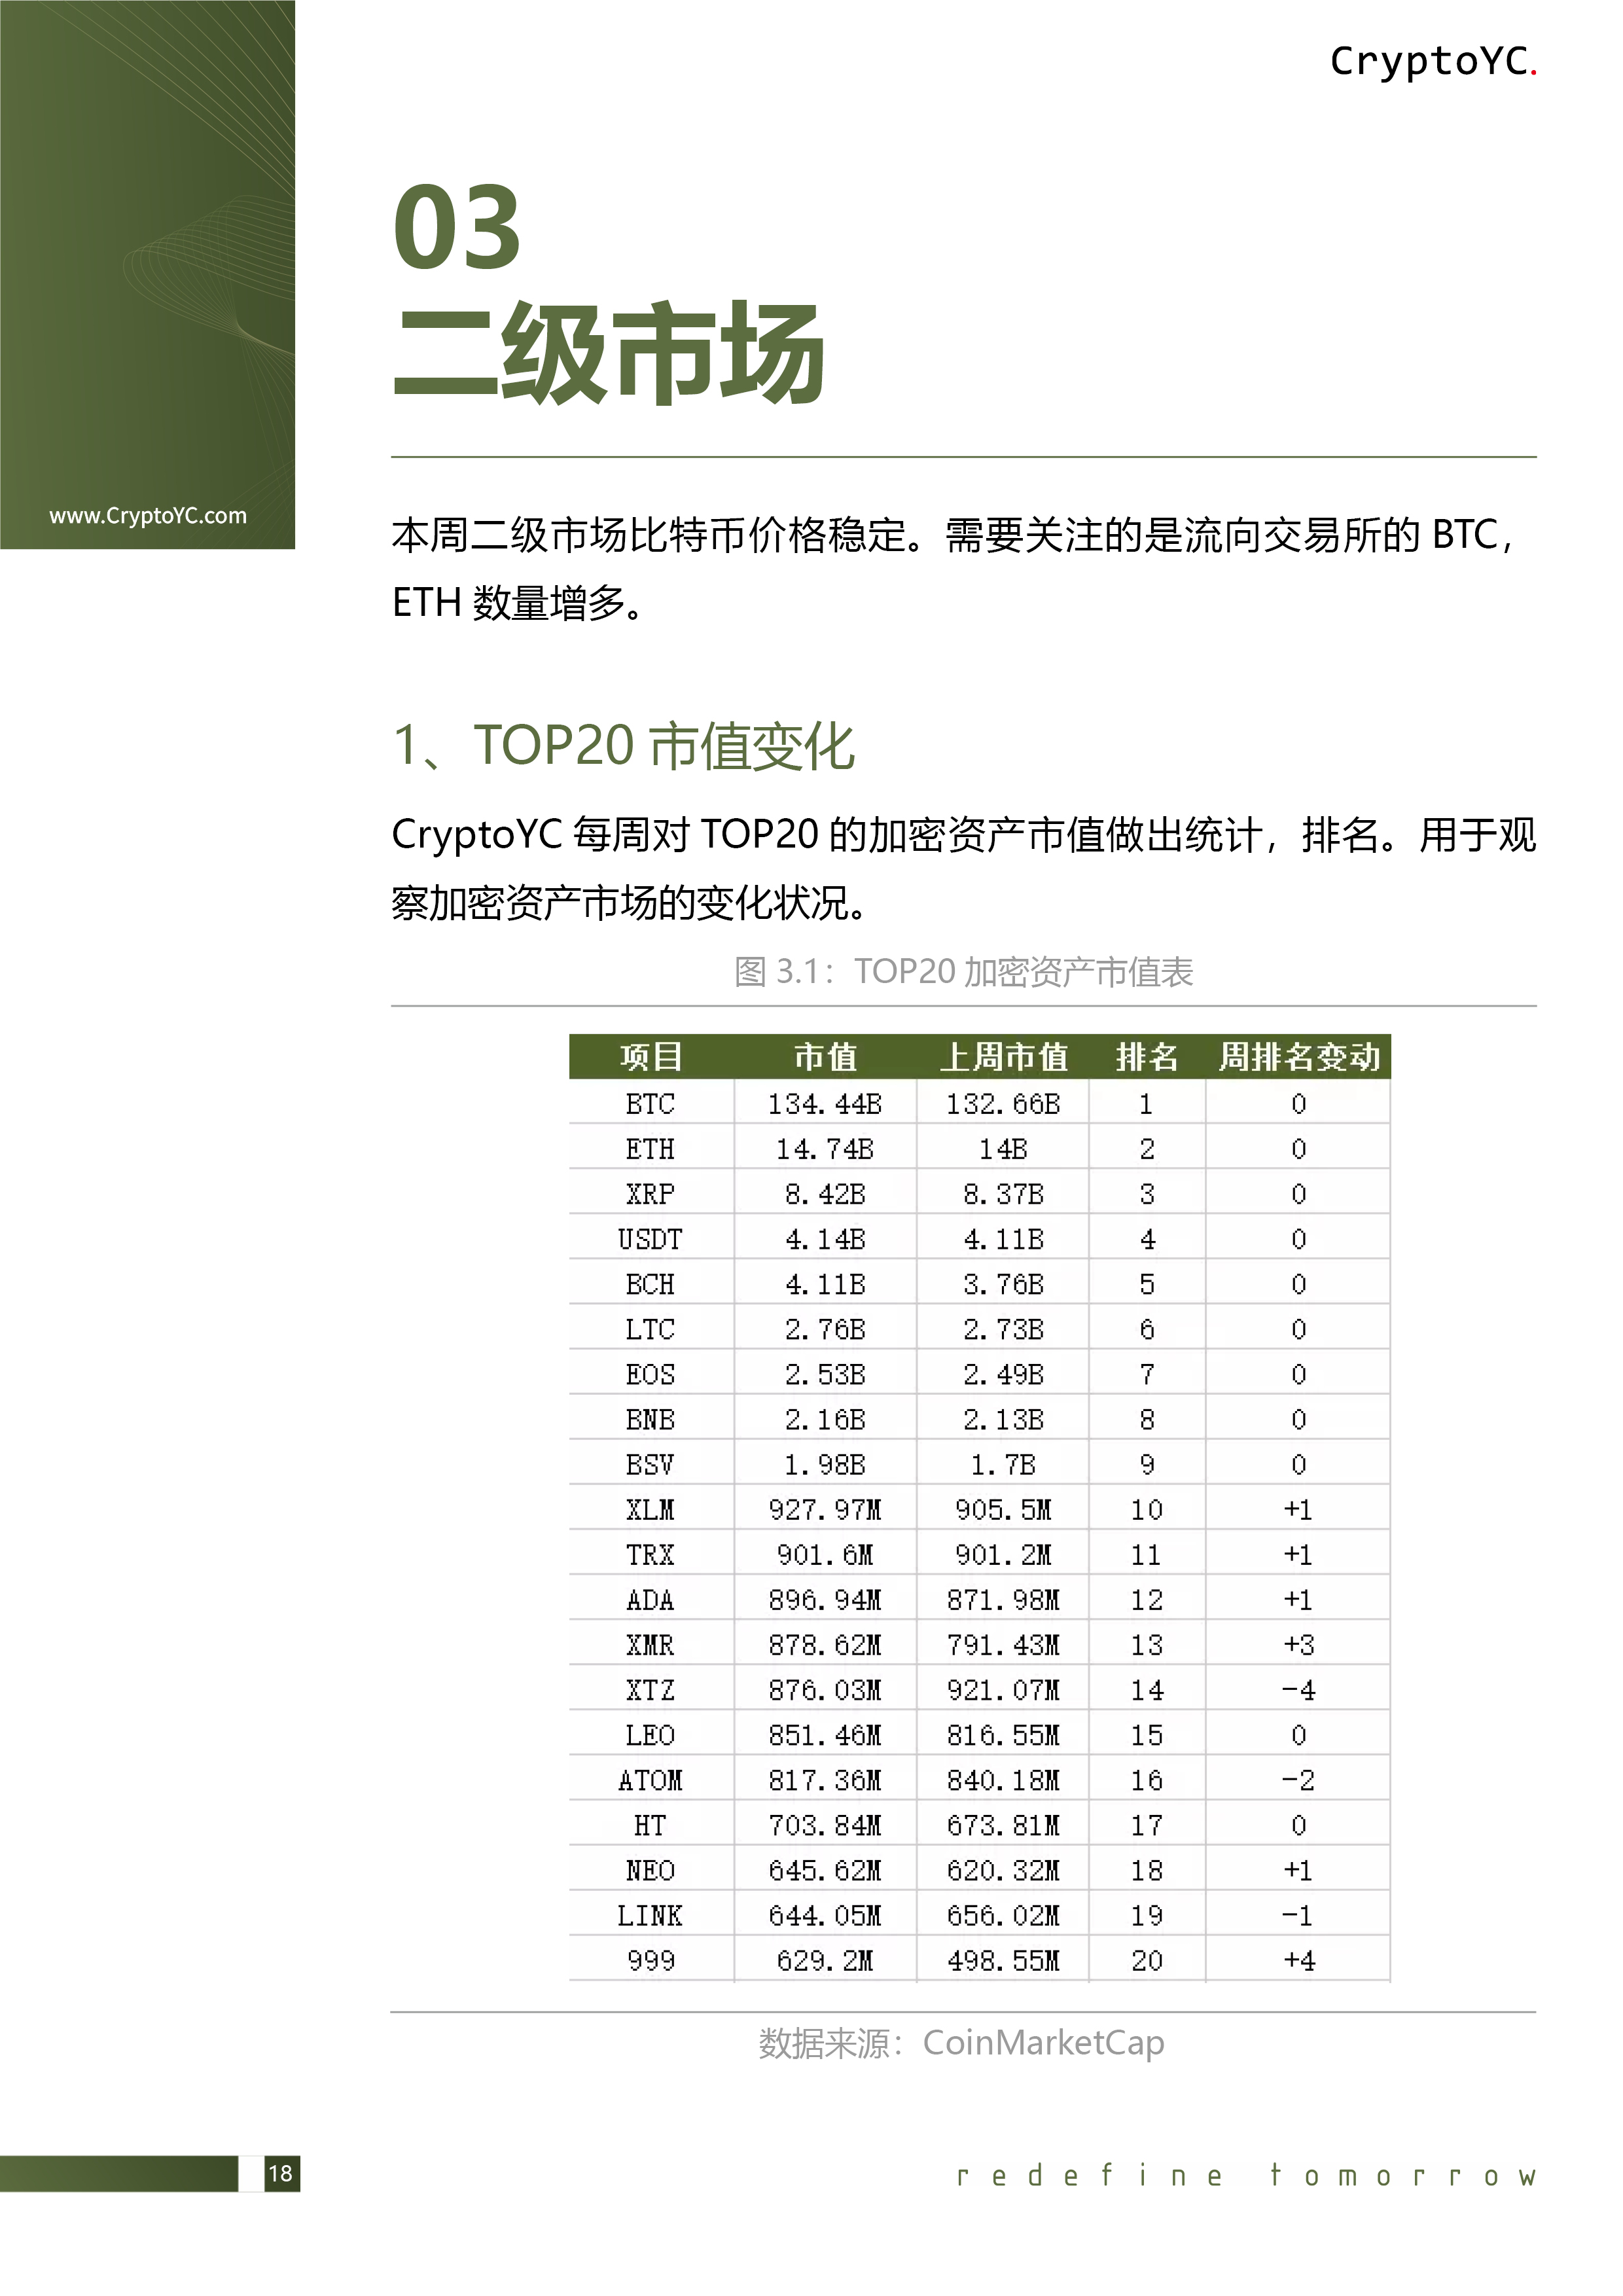 CryptoYC.
www.CryptoYC.com
03
二级市场
本周二级市场比特币价格稳定。需要关注的是流向交易所的 BTC，
ETH 数量增多。
1、TOP20 市值变化
CryptoYC 每周对 TOP20 的加密资产市值做出统计，排名。用于观
察加密资产市场的变化状况。
图 3.1：TOP20 加密资产市值表
项目 市值 上周市值 排名 周排名变动
BTC 134.44B 132.66B 1 0
ETH 14.74B 14B 2 0
XRP 8.42B 8.37B 3 0
USDT 4.14B 4.11B 4 0
BCH 4.11B 3.76B 5 0
LTC 2.76B 2.73B 6 0
EOS 2.53B 2.49B 7 0
BNB 2.16B 2.13B 8 0
BSV 1.98B 1.7B 9 0
XLM 927.97M 905.5M 10 +1
TRX 901.6M 901.2M 11 +1
ADA 896.94M 871.98M 12 +1
XMR 878.62M 791.43M 13 +3
XTZ 876.03M 921.07M 14 -4
LEO 851.46M 816.55M 15 0
ATOM 817.36M 840.18M 16 -2
HT 703.84M 673.81M 17 0
NEO 645.62M 620.32M 18 +1
LINK 644.05M 656.02M 19 -1
999 629.2M 498.55M 20 +4
数据来源：CoinMarketCap
18
redefine tomorrow